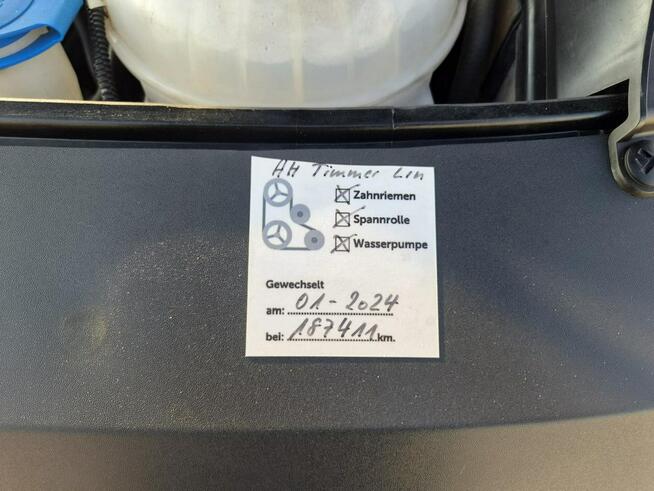 AH Timmer Lin
Zahnriemen
Spannrolle
Wasserpumpe
Gewechselt
am: 01-2024
bei: 187411 km.